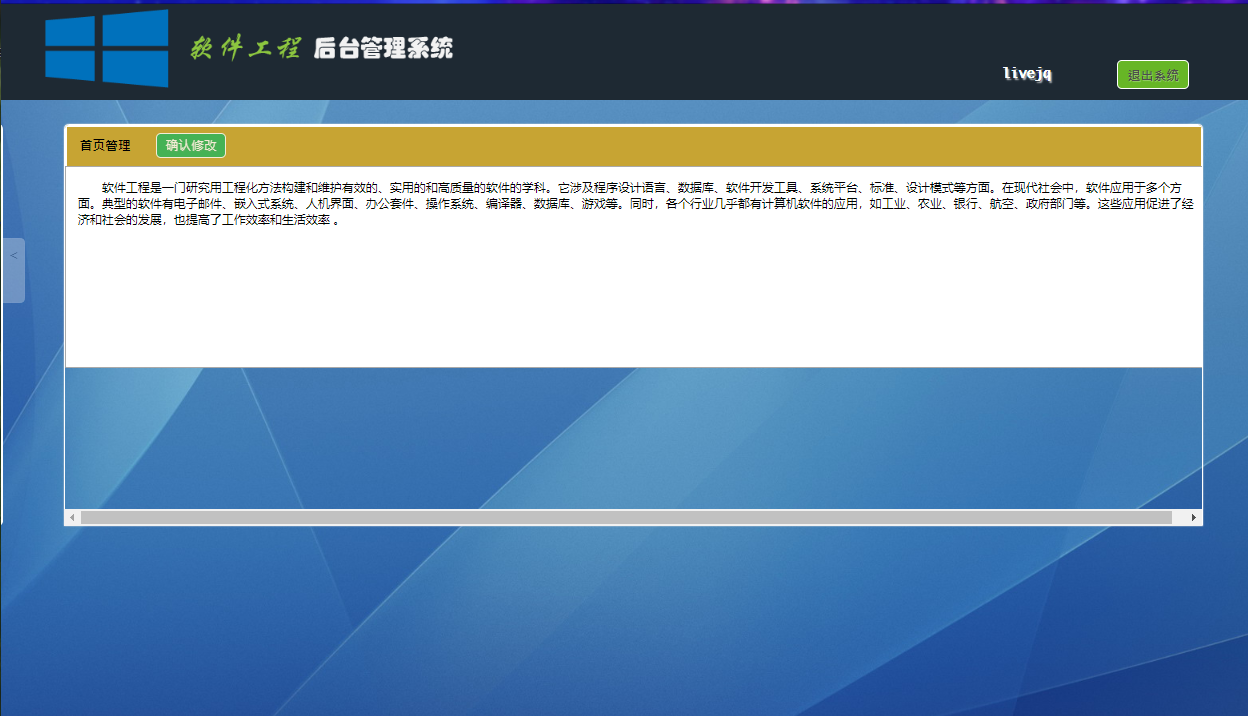 软件工程 后台管理系统
livejq
退出系统
首页管理 确认修改
软件工程是一门研究用工程化方法构建和维护有效的、实用的和高质量的软件的学科。它涉及程序设计语言、数据库、软件开发工具、系统平台、标准、设计模式等方面。在现代社会中，软件应用于多个方
面。典型的软件有电子邮件、嵌入式系统、人机界面、办公套件、操作系统、编译器、数据库、游戏等。同时，各个行业几乎都有计算机软件的应用，如工业、农业、银行、航空、政府部门等。这些应用促进了经
济和社会的发展，也提高了工作效率和生活效率 。
<